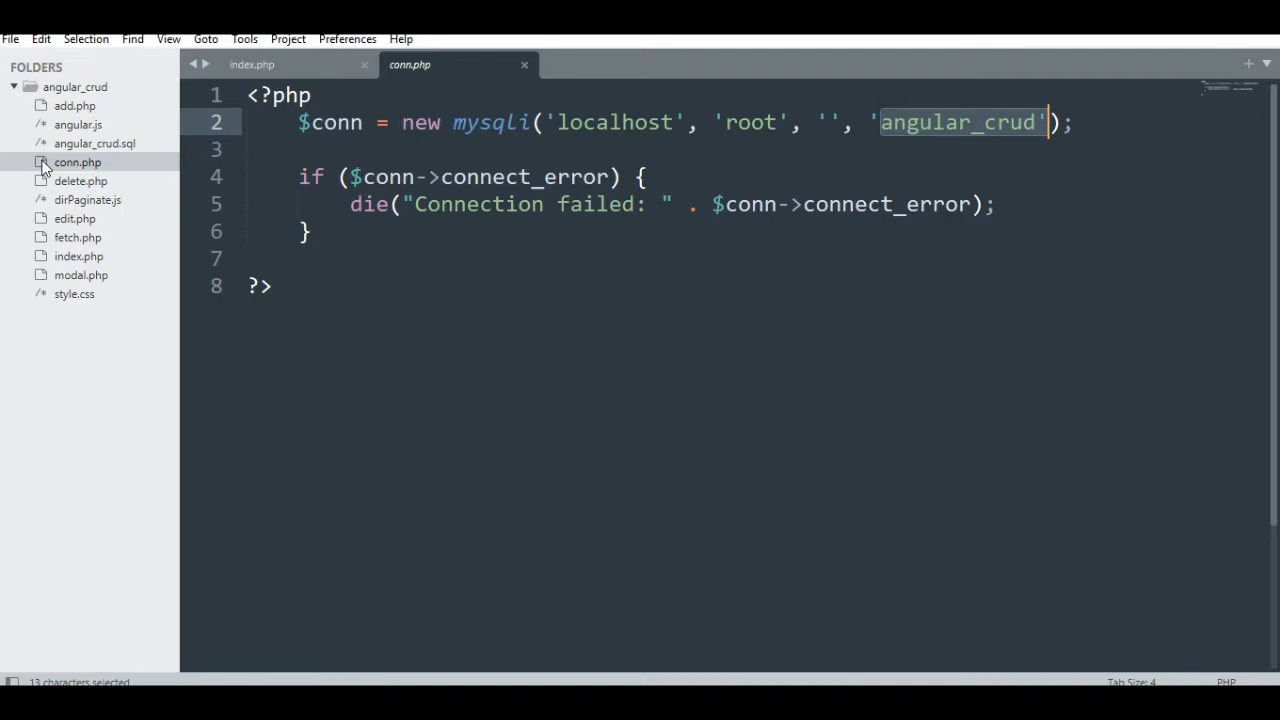 File Edit Selection Find View Goto Tools Project Preferences Help
FOLDERS
angular_crud
add.php
/* angular.js
/* angular_crud.sql
conn.php
delete.php
/* dirPaginate.js
edit.php
fetch.php
index.php
modal.php
/* style.css
index.php × conn.php ×
1 <?php
2 $conn = new mysqli('localhost', 'root', '', 'angular_crud');
3
4 if ($conn->connect_error) {
5 die("Connection failed: " . $conn->connect_error);
6 }
7
8 ?>
13 characters selected Tab Size: 4 PHP